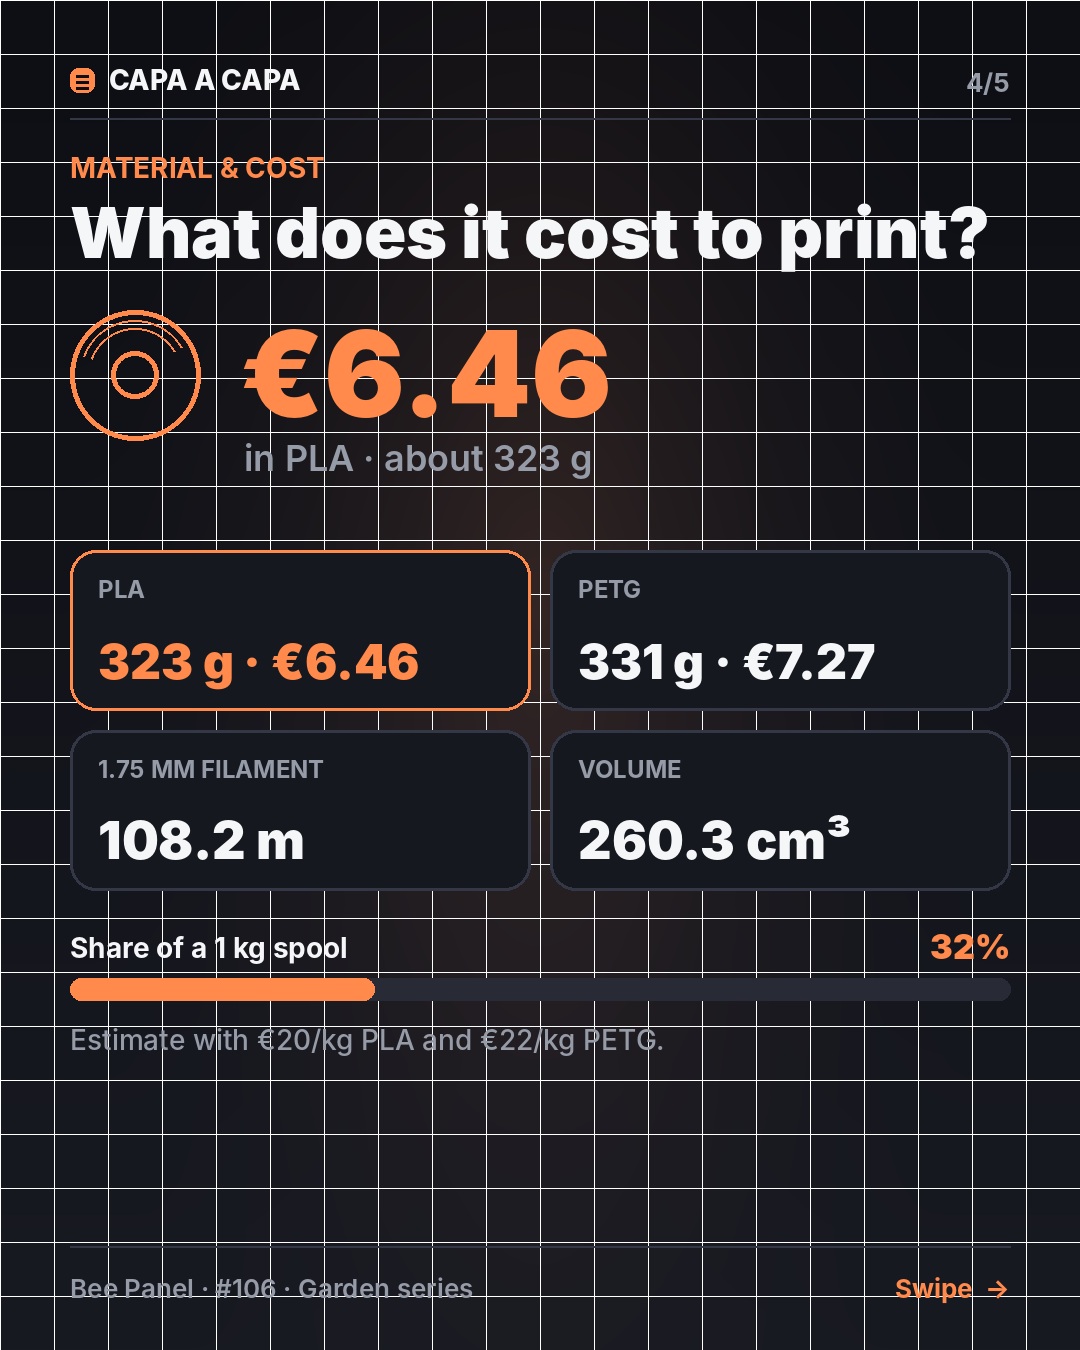 CAPA A CAPA
4/5
MATERIAL & COST
What does it cost to print?
€6.46
in PLA · about 323 g
PLA
323 g · €6.46
PETG
331 g · €7.27
1.75 MM FILAMENT
108.2 m
VOLUME
260.3 cm³
Share of a 1 kg spool
32%
Estimate with €20/kg PLA and €22/kg PETG.
Bee Panel · #106 · Garden series
Swipe →